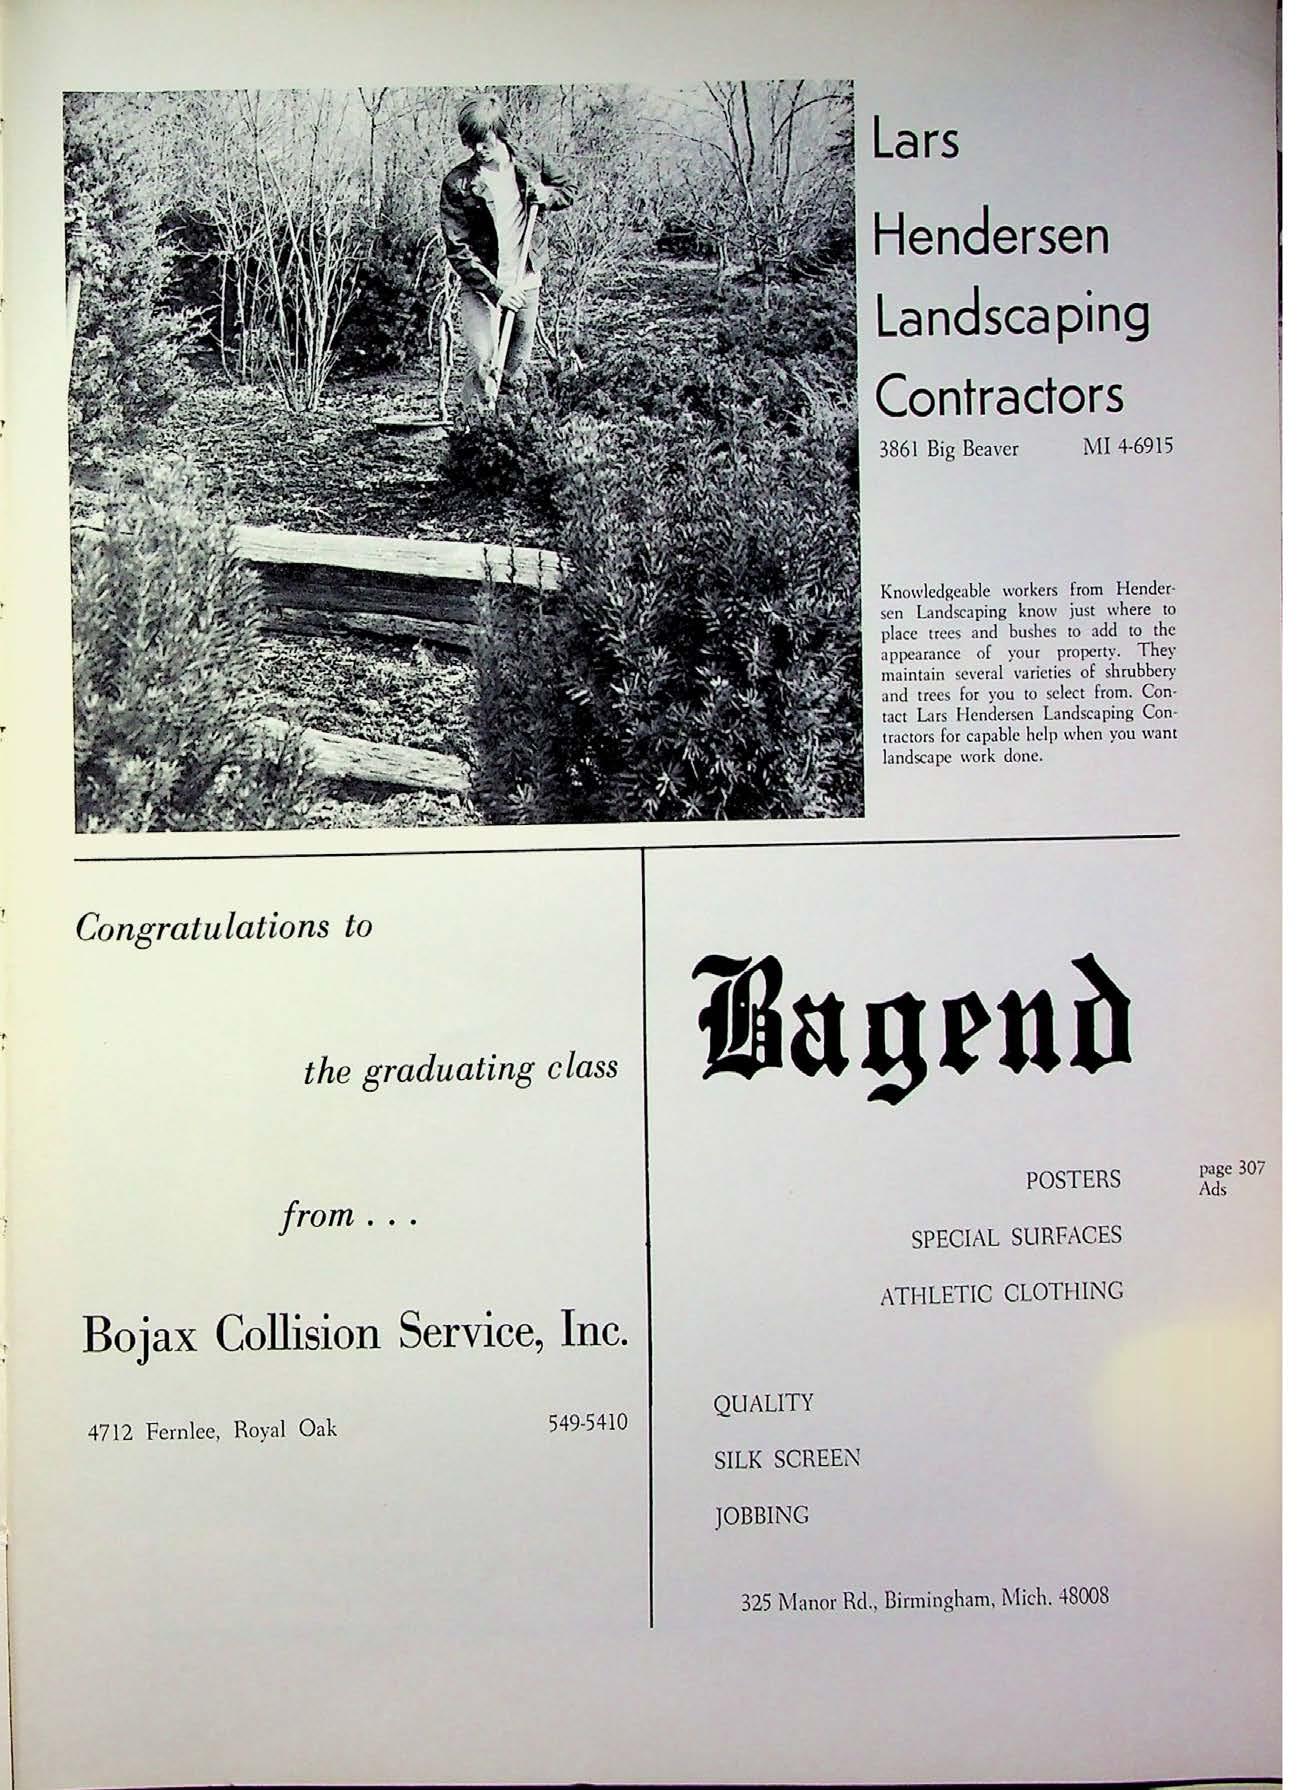 Lars
Hendersen
Landscaping
Contractors
3861 Big Beaver MI 4-6915
Knowledgeable workers from Hender-
sen Landscaping know just where to
place trees and bushes to add to the
appearance of your property. They
maintain several varieties of shrubbery
and trees for you to select from. Con-
tact Lars Hendersen Landscaping Con-
tractors for capable help when you want
landscape work done.
Congratulations to
the graduating class
from . . .
Bojax Collision Service, Inc.
4712 Fernlee, Royal Oak 549-5410
Bagend
POSTERS
SPECIAL SURFACES
ATHLETIC CLOTHING
QUALITY
SILK SCREEN
JOBBING
325 Manor Rd., Birmingham, Mich. 48008
page 307
Ads